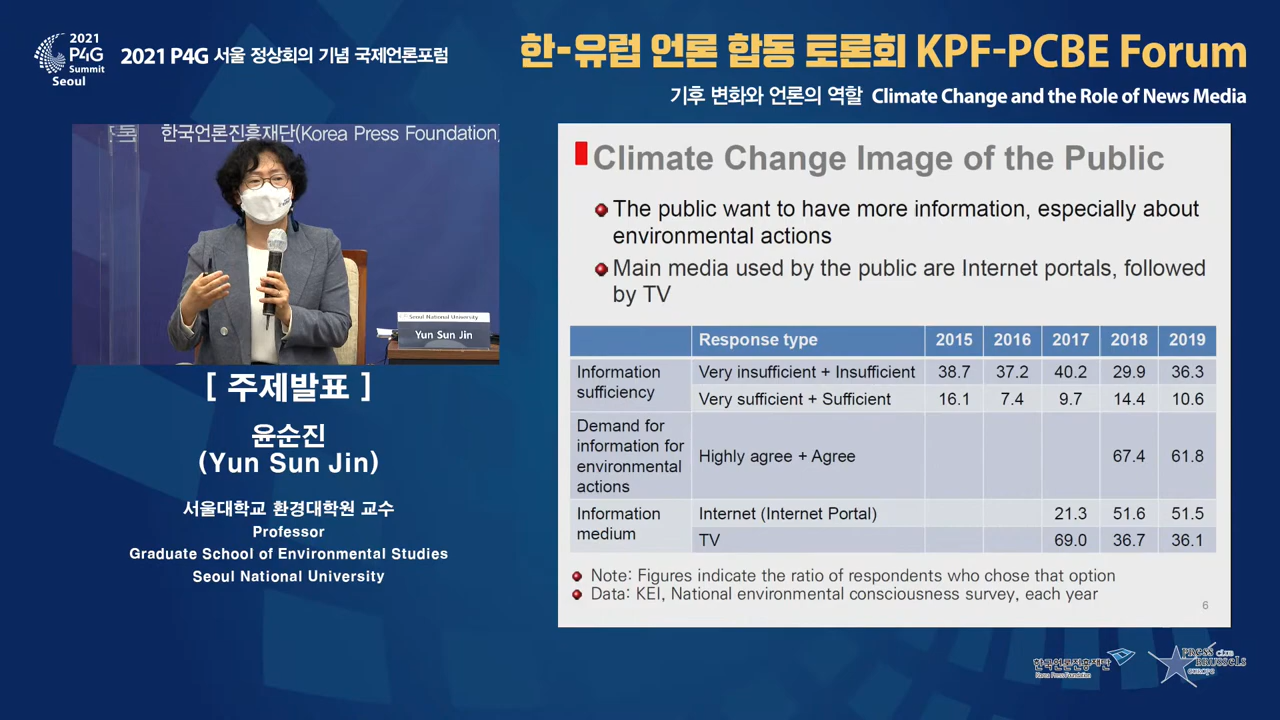 2021
P4G
Summit
Seoul
2021 P4G 서울 정상회의 기념 국제언론포럼
한-유럽 언론 합동 토론회 KPF-PCBE Forum
기후 변화와 언론의 역할 Climate Change and the Role of News Media
한국언론진흥재단(Korea Press Foundation,
Seoul National University
Yun Sun Jin
[ 주제발표 ]
윤순진
(Yun Sun Jin)
서울대학교 환경대학원 교수
Professor
Graduate School of Environmental Studies
Seoul National University
Climate Change Image of the Public
The public want to have more information, especially about
environmental actions
Main media used by the public are Internet portals, followed
by TV
Response type 2015 2016 2017 2018 2019
Information
sufficiency
Very insufficient + Insufficient 38.7 37.2 40.2 29.9 36.3
Very sufficient + Sufficient 16.1 7.4 9.7 14.4 10.6
Demand for
information for
environmental
actions
Highly agree + Agree 67.4 61.8
Information
medium
Internet (Internet Portal) 21.3 51.6 51.5
TV 69.0 36.7 36.1
Note: Figures indicate the ratio of respondents who chose that option
Data: KEI, National environmental consciousness survey, each year
6
한국언론진흥재단
Korea Press Foundation
PRESS club
BRUSSELS
europe